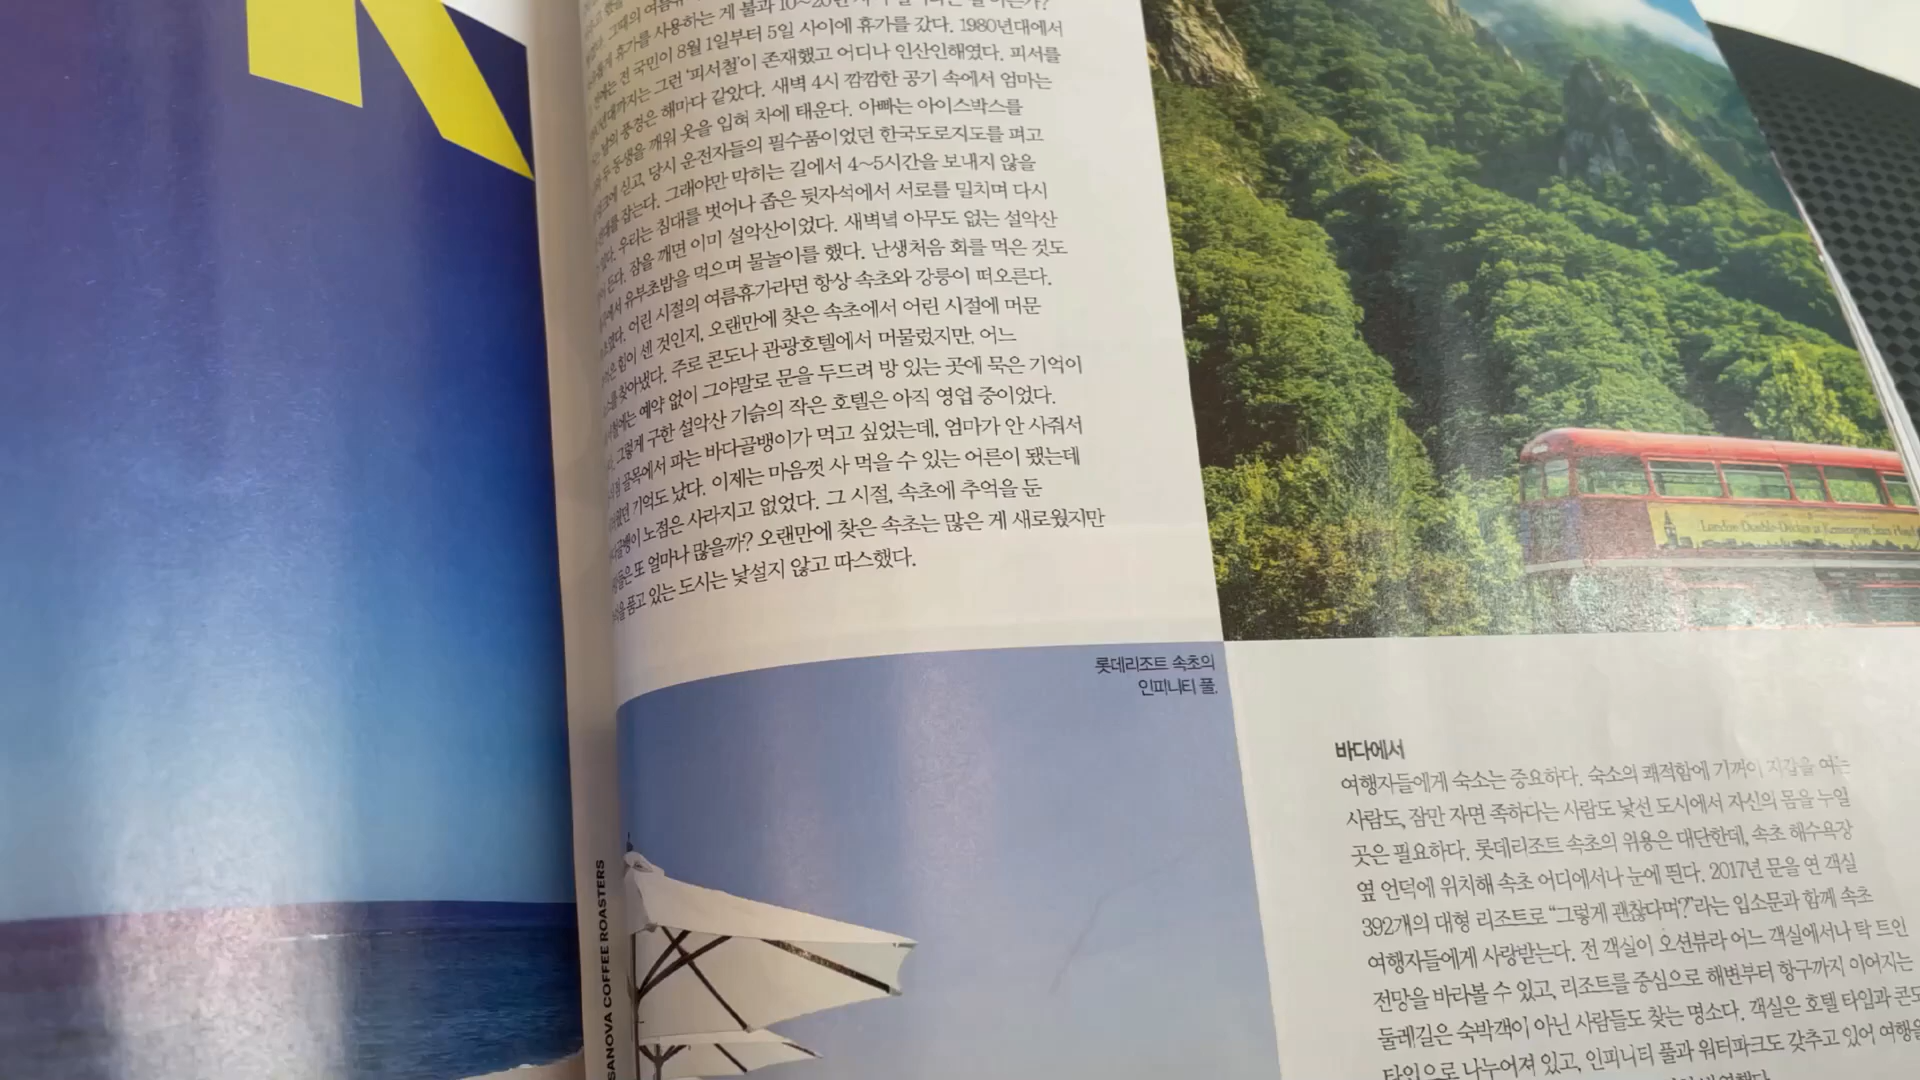 사용하는 게 불과 10~20년
전 국민이 8월 1일부터 5일 사이에 휴가를 갔다. 1980년대에서
그런 '피서철'이 존재했고 어디나 인산인해였다. 피서를
풍경은 해마다 같았다. 새벽 4시 깜깜한 공기 속에서 엄마는
깨워 옷을 입혀 차에 태운다. 아빠는 아이스박스를
싣고, 당시 운전자들의 필수품이었던 한국도로지도를 펴고
잡는다. 그래야만 막히는 길에서 4~5시간을 보내지 않을
우리는 침대를 벗어나 좁은 뒷자석에서 서로를 밀치며 다시
든다. 잠을 깨면 이미 설악산이었다. 새벽녘 아무도 없는 설악산
유부초밥을 먹으며 물놀이를 했다. 난생처음 회를 먹은 것도
어린 시절의 여름휴가라면 항상 속초와 강릉이 떠오른다.
힘이 센 것인지, 오랜만에 찾은 속초에서 어린 시절에 머문
찾아냈다. 주로 콘도나 관광호텔에서 머물렀지만, 어느
예약 없이 그야말로 문을 두드려 방 있는 곳에 묵은 기억이
그렇게 구한 설악산 기슭의 작은 호텔은 아직 영업 중이었다.
골목에서 파는 바다골뱅이가 먹고 싶었는데, 엄마가 안 사줘서
기억도 났다. 이제는 마음껏 사 먹을 수 있는 어른이 됐는데
노점은 사라지고 없었다. 그 시절, 속초에 추억을 둔
또 얼마나 많을까? 오랜만에 찾은 속초는 많은 게 새로웠지만
품고 있는 도시는 낯설지 않고 따스했다.
롯데리조트 속초의
인피니티 풀.
SANOVA COFFEE ROASTERS
London Double-Decker at Kensington
바다에서
여행자들에게 숙소는 중요하다. 숙소의 쾌적함에 기꺼이 지갑을 여는
사람도, 잠만 자면 족하다는 사람도 낯선 도시에서 자신의 몸을 누일
곳은 필요하다. 롯데리조트 속초의 위용은 대단한데, 속초 해수욕장
옆 언덕에 위치해 속초 어디에서나 눈에 띈다. 2017년 문을 연 객실
392개의 대형 리조트로 "그렇게 괜찮다며?"라는 입소문과 함께 속초
여행자들에게 사랑받는다. 전 객실이 오션뷰라 어느 객실에서나 탁 트인
전망을 바라볼 수 있고, 리조트를 중심으로 해변부터 항구까지 이어지는
둘레길은 숙박객이 아닌 사람들도 찾는 명소다. 객실은 호텔 타입과 콘도
타입으로 나누어져 있고, 인피니티 풀과 워터파크도 갖추고 있어 여행을